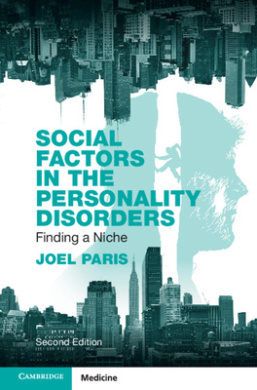 SOCIAL
FACTORS
IN THE
PERSONALITY
DISORDERS
Finding a Niche
JOEL PARIS
Second Edition
CAMBRIDGE
Medicine